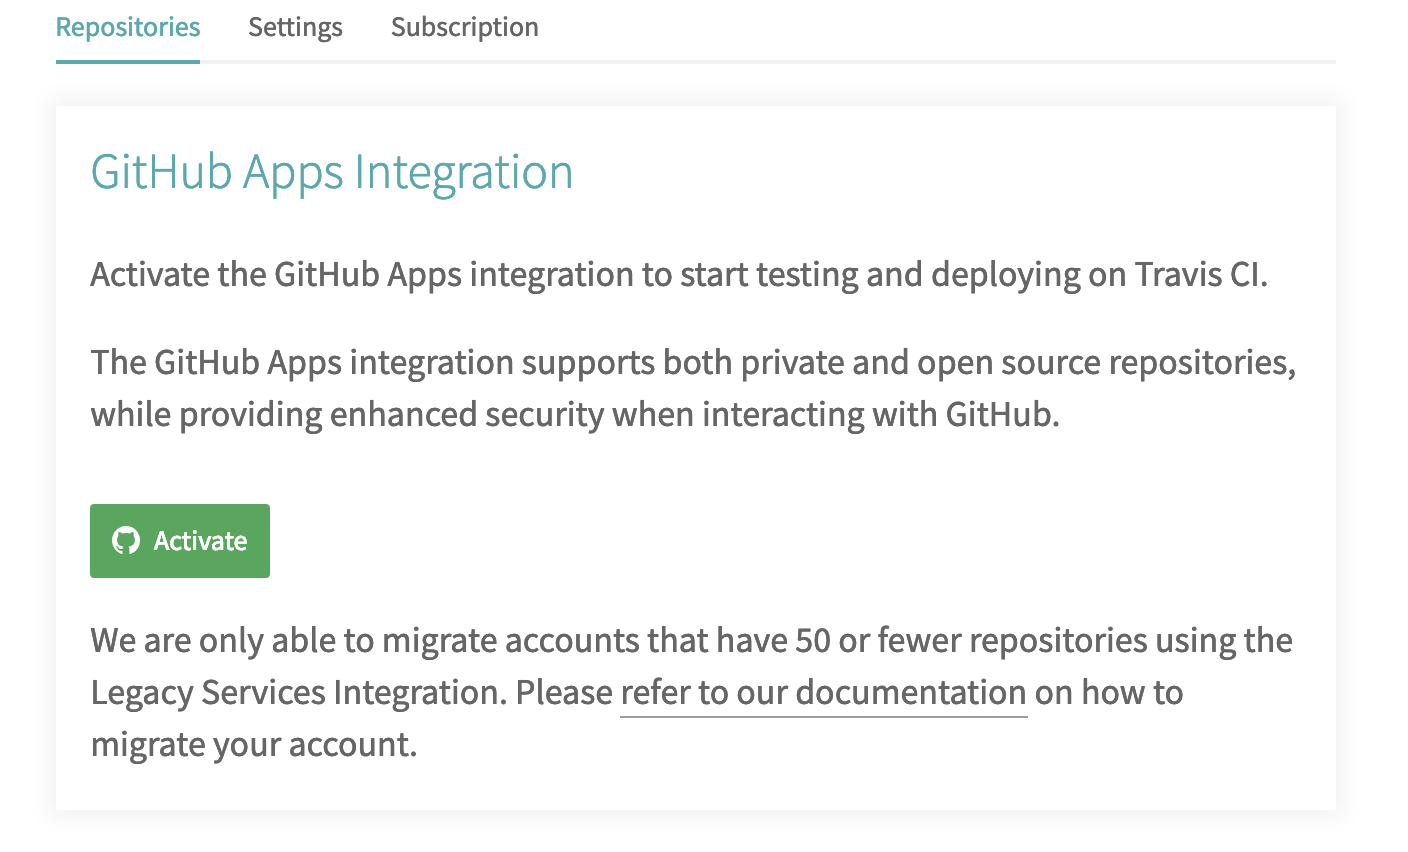 Repositories Settings Subscription
GitHub Apps Integration
Activate the GitHub Apps integration to start testing and deploying on Travis CI.
The GitHub Apps integration supports both private and open source repositories,
while providing enhanced security when interacting with GitHub.
Activate
We are only able to migrate accounts that have 50 or fewer repositories using the
Legacy Services Integration. Please refer to our documentation on how to
migrate your account.